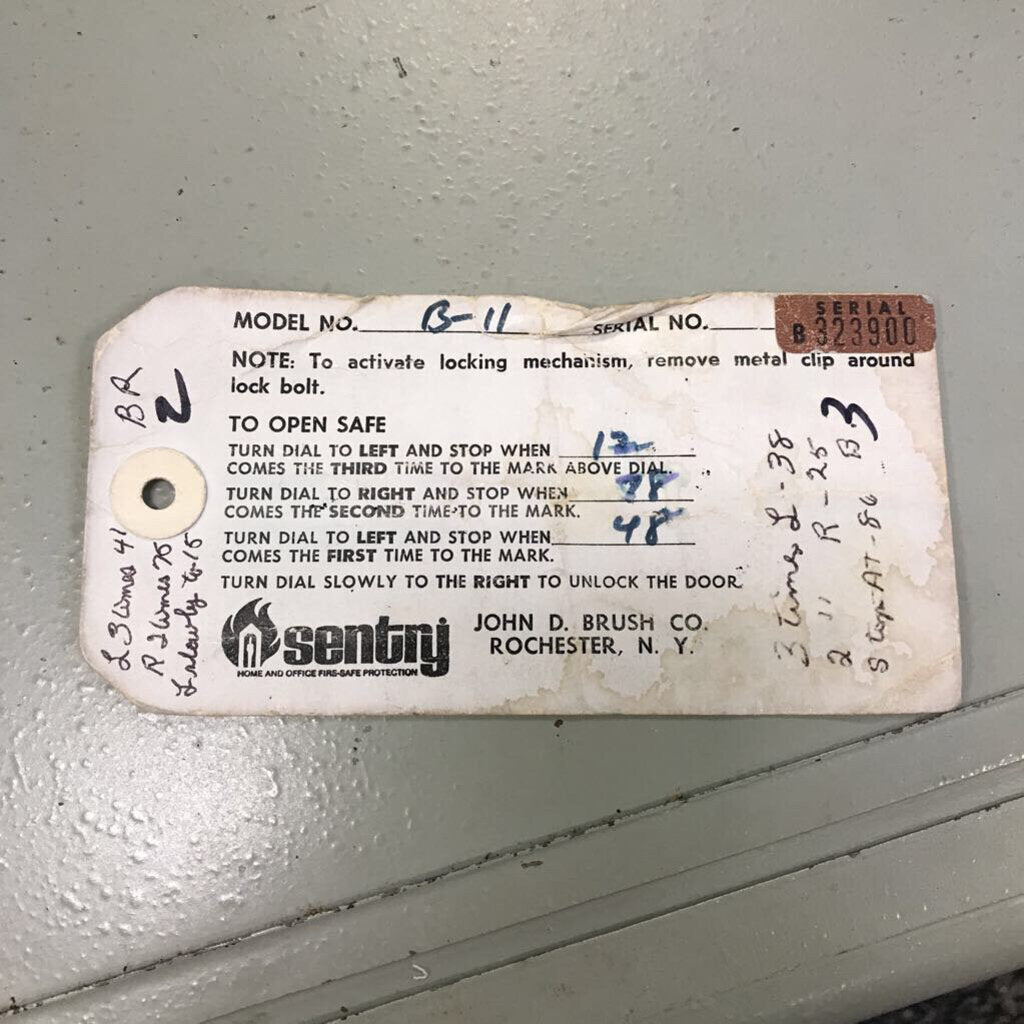 MODEL NO. B-11 SERIAL NO.
SERIAL
B 323900
NOTE: To activate locking mechanism, remove metal clip around
lock bolt.
TO OPEN SAFE
TURN DIAL TO LEFT AND STOP WHEN 12
COMES THE THIRD TIME TO THE MARK ABOVE DIAL.
TURN DIAL TO RIGHT AND STOP WHEN
COMES THE SECOND TIME TO THE MARK.
TURN DIAL TO LEFT AND STOP WHEN 48
COMES THE FIRST TIME TO THE MARK.
TURN DIAL SLOWLY TO THE RIGHT TO UNLOCK THE DOOR.
sentry
HOME AND OFFICE FIRE-SAFE PROTECTION
JOHN D. BRUSH CO.
ROCHESTER, N. Y.
BR
2
L 3 times 41
R 2 times 75
L slowly to 15
B3
3 times L - 38
2 11 R - 25
Stop AT - 86